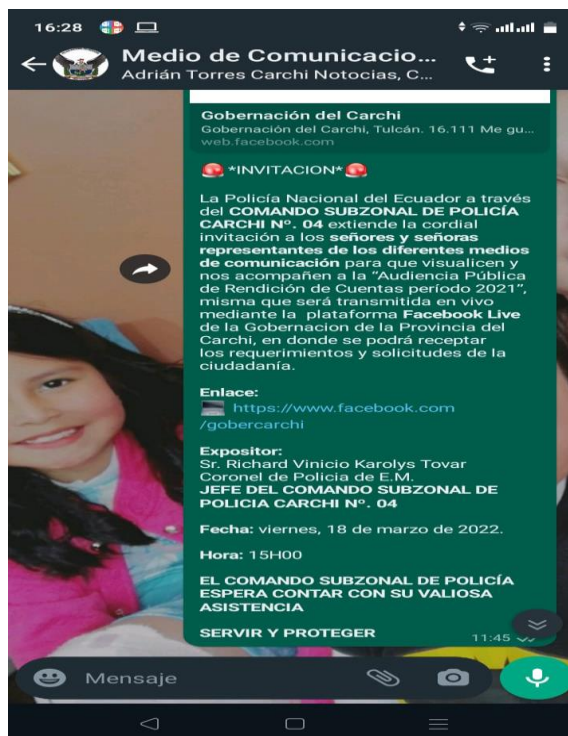 16:28
Medio de Comunicacio...
Adrián Torres Carchi Notocias, C...
Gobernación del Carchi
Gobernación del Carchi, Tulcán. 16.111 Me gu...
web.facebook.com
*INVITACION*
La Policía Nacional del Ecuador a través
del COMANDO SUBZONAL DE POLICÍA
CARCHI Nº. 04 extiende la cordial
invitación a los señores y señoras
representantes de los diferentes medios
de comunicación para que visualicen y
nos acompañen a la “Audiencia Pública
de Rendición de Cuentas período 2021”,
misma que será transmitida en vivo
mediante la plataforma Facebook Live
de la Gobernacion de la Provincia del
Carchi, en donde se podrá receptar
los requerimientos y solicitudes de la
ciudadanía.
Enlace:
https://www.facebook.com
/gobercarchi
Expositor:
Sr. Richard Vinicio Karolys Tovar
Coronel de Policia de E.M.
JEFE DEL COMANDO SUBZONAL DE
POLICIA CARCHI Nº. 04
Fecha: viernes, 18 de marzo de 2022.
Hora: 15H00
EL COMANDO SUBZONAL DE POLICÍA
ESPERA CONTAR CON SU VALIOSA
ASISTENCIA
SERVIR Y PROTEGER
11:45
Mensaje